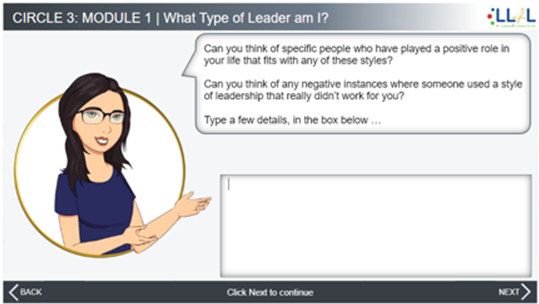 CIRCLE 3: MODULE 1 | What Type of Leader am I?
LL4L
Can you think of specific people who have played a positive role in
your life that fits with any of these styles?
Can you think of any negative instances where someone used a style
of leadership that really didn't work for you?
Type a few details, in the box below …
BACK
Click Next to continue
NEXT